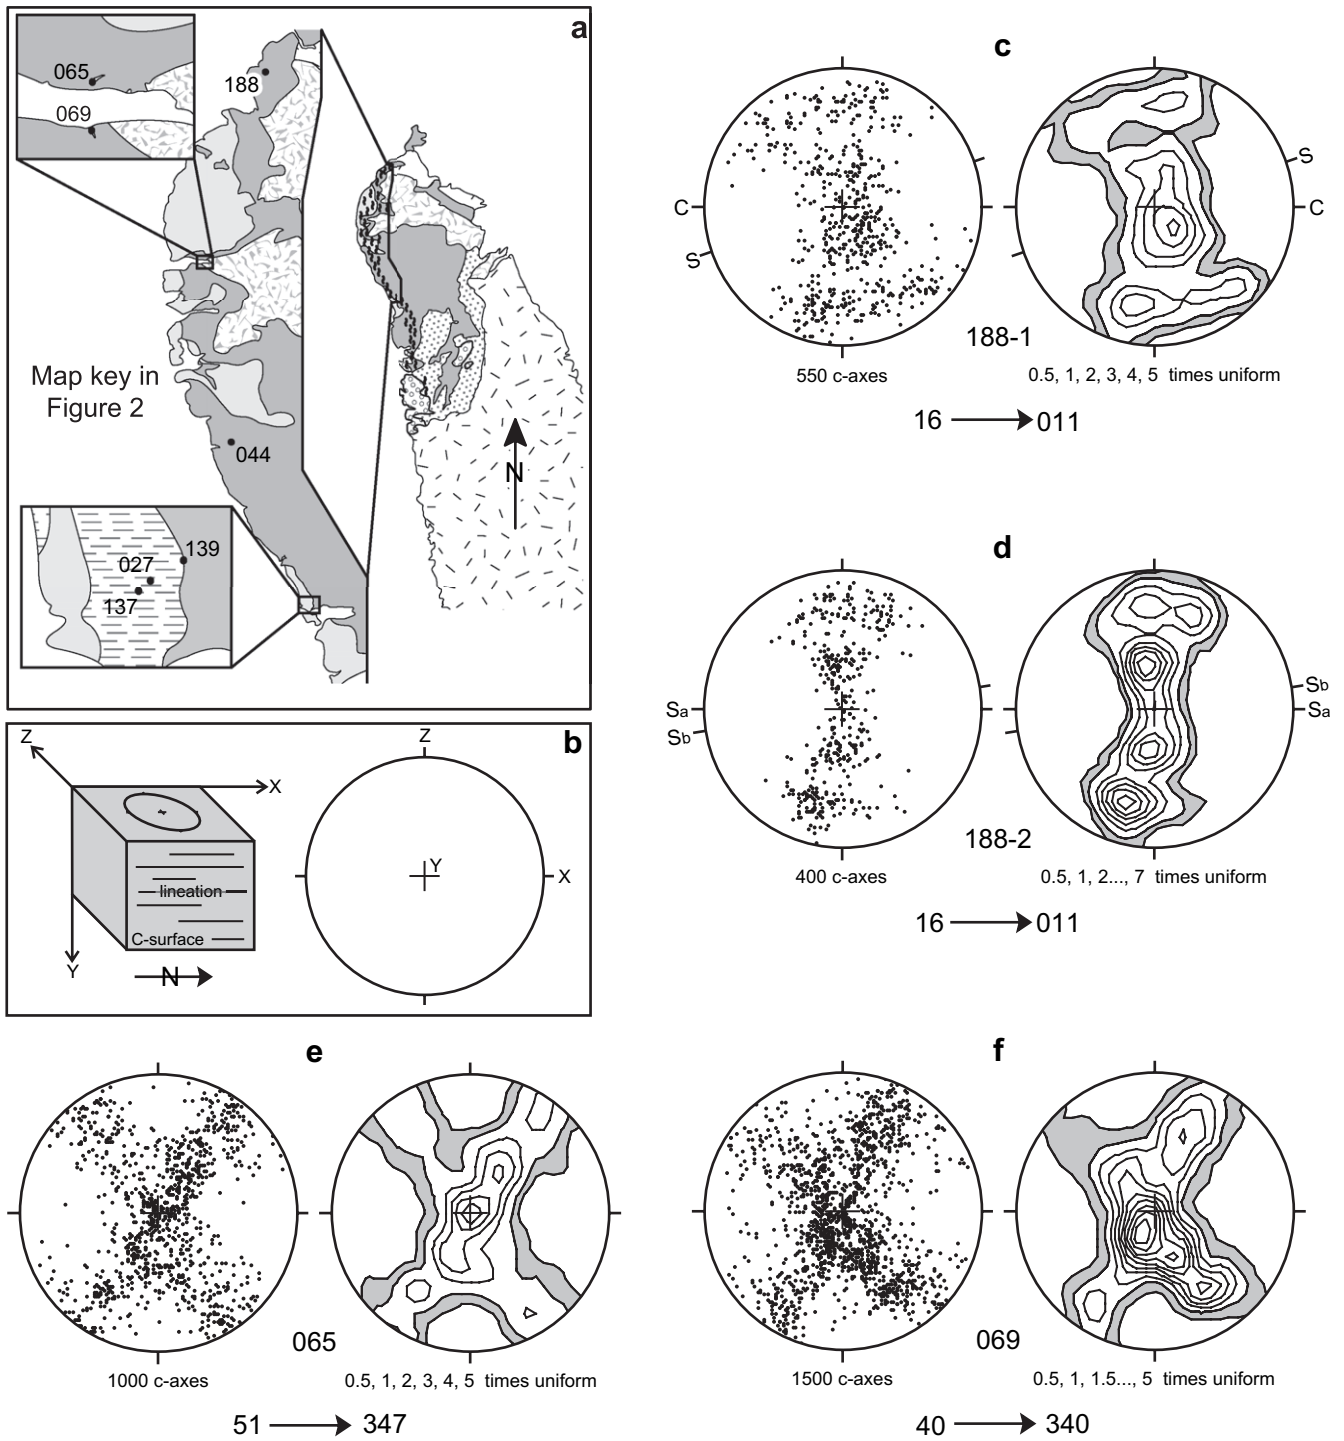 a
065
069
188
Map key in
Figure 2
044
N
139
027
137
b
Z
X
Y
lineation
C-surface
N
Z
Y
X
c
C
S
S
C
188-1
550 c-axes
0.5, 1, 2, 3, 4, 5 times uniform
16 011
d
Sa
Sb
Sb
Sa
188-2
400 c-axes
0.5, 1, 2..., 7 times uniform
16 011
e
065
1000 c-axes
0.5, 1, 2, 3, 4, 5 times uniform
51 347
f
069
1500 c-axes
0.5, 1, 1.5..., 5 times uniform
40 340